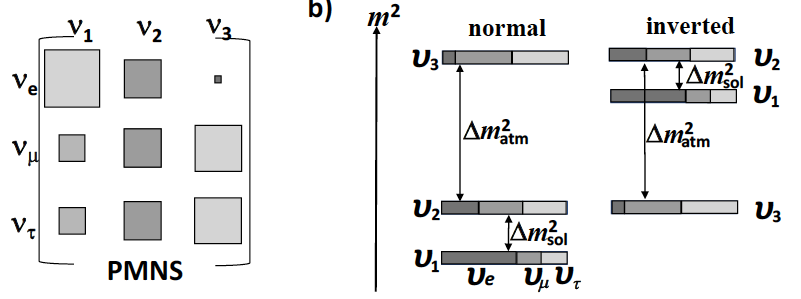 ν1 ν2 ν3
νe
νμ
ντ
PMNS
b)
m²
normal
inverted
υ3
Δm²atm
υ2
Δm²sol
υ1
υe υμ υτ
υ2
Δm²sol
υ1
Δm²atm
υ3